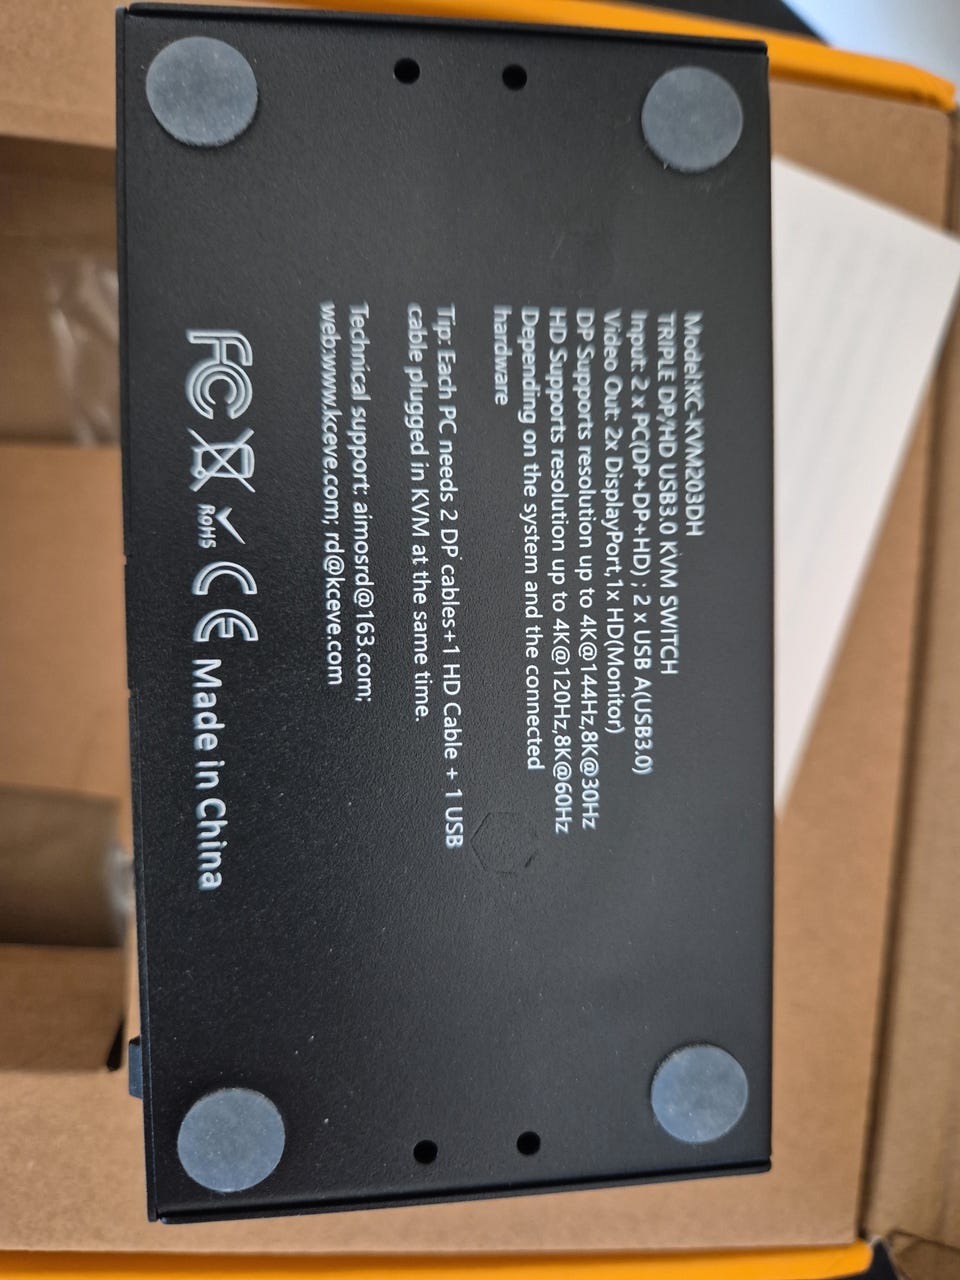 Model:KC-KVM203DH
TRIPLE DP/HD USB3.0 KVM SWITCH
Input: 2 x PC(DP+DP+HD) ; 2 x USB A(USB3.0)
Video Out: 2x DisplayPort,1x HD(Monitor)
DP Supports resolution up to 4K@144Hz,8K@30Hz
HD Supports resolution up to 4K@120Hz,8K@60Hz
Depending on the system and the connected
hardware
Tip: Each PC needs 2 DP cables+1 HD Cable + 1 USB
cable plugged in KVM at the same time.
Technical support: aimosrd@163.com;
web:www.kceve.com; rd@kceve.com
FC RoHS CE Made in China